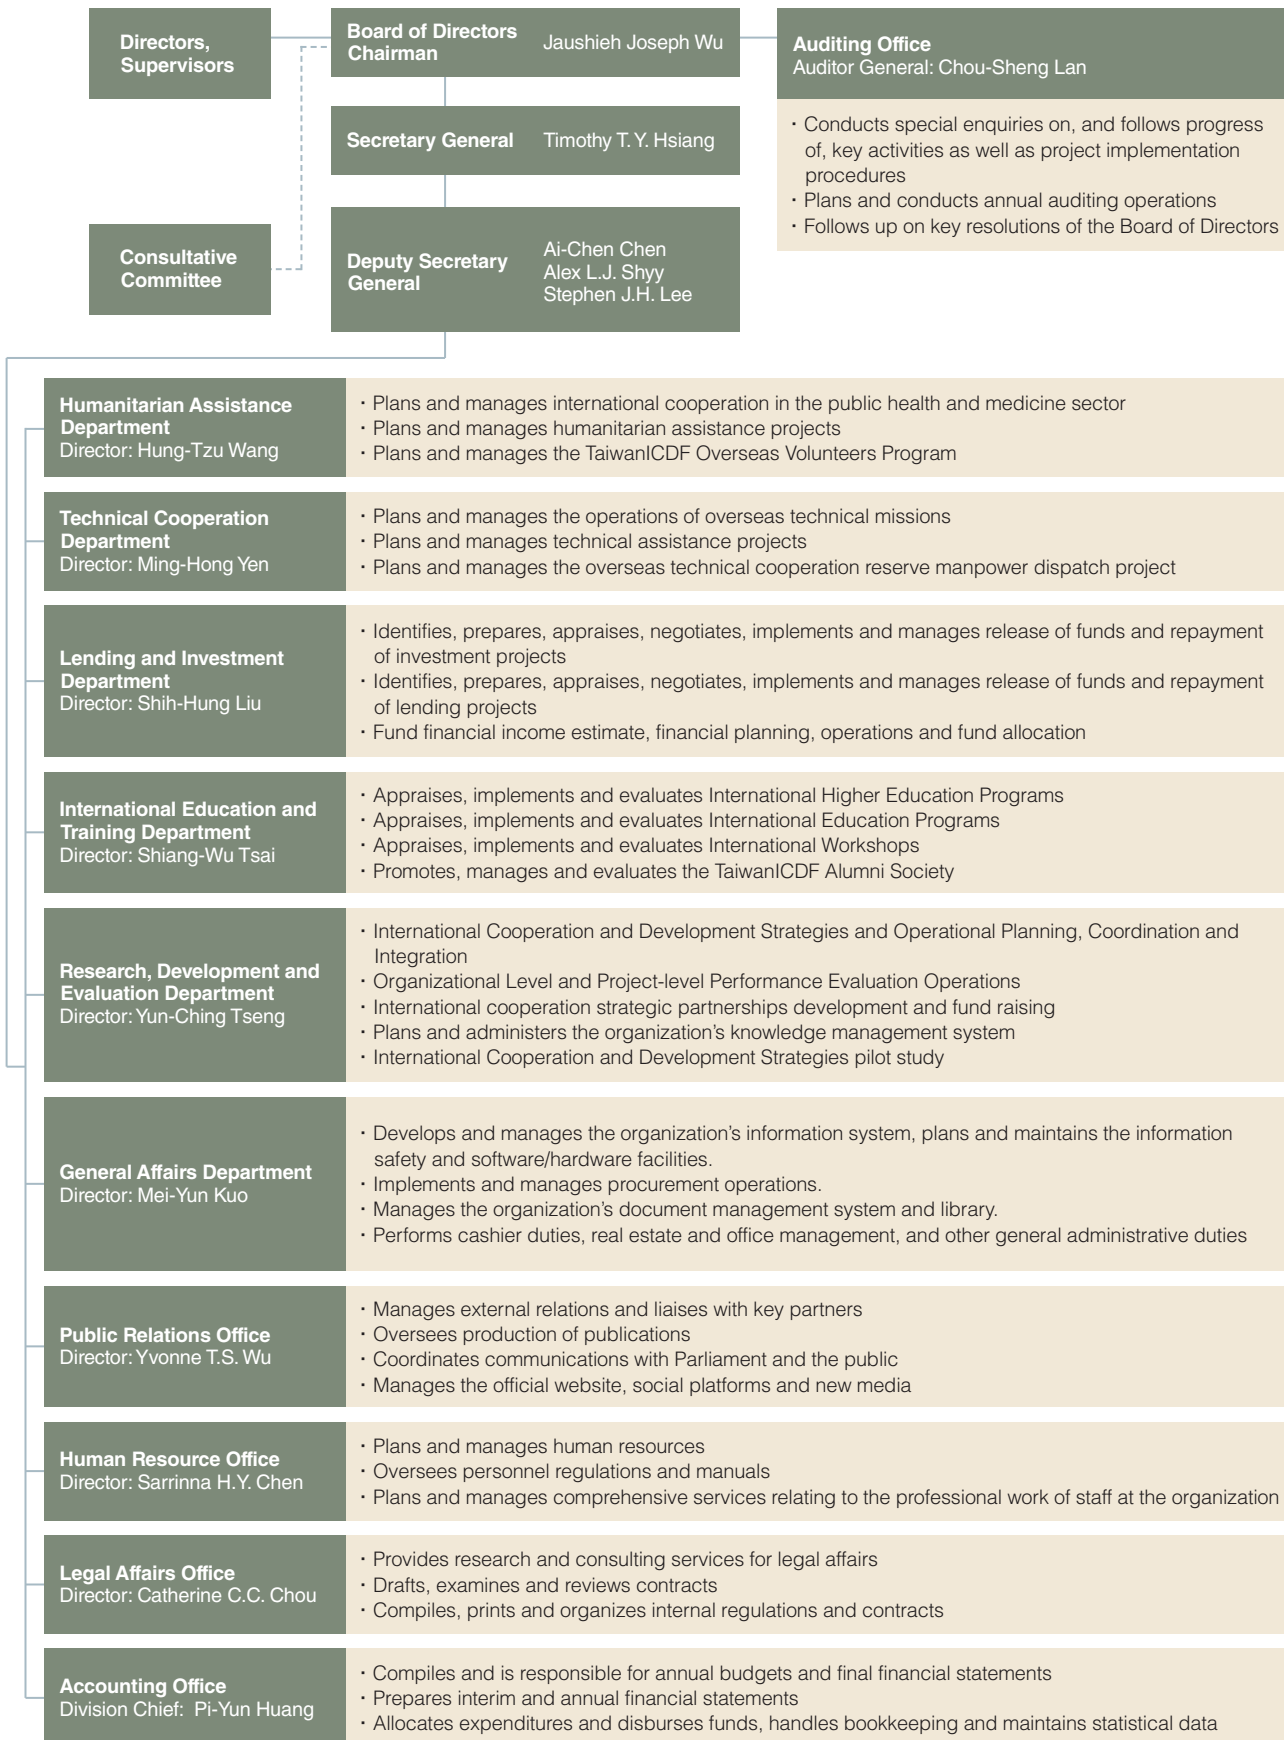 Directors,
Supervisors
Board of Directors
Chairman
Jaushieh Joseph Wu
Auditing Office
Auditor General: Chou-Sheng Lan
· Conducts special enquiries on, and follows progress
of, key activities as well as project implementation
procedures
· Plans and conducts annual auditing operations
· Follows up on key resolutions of the Board of Directors
Secretary General
Timothy T. Y. Hsiang
Consultative
Committee
Deputy Secretary
General
Ai-Chen Chen
Alex L.J. Shyy
Stephen J.H. Lee
Humanitarian Assistance
Department
Director: Hung-Tzu Wang
· Plans and manages international cooperation in the public health and medicine sector
· Plans and manages humanitarian assistance projects
· Plans and manages the TaiwanICDF Overseas Volunteers Program
Technical Cooperation
Department
Director: Ming-Hong Yen
· Plans and manages the operations of overseas technical missions
· Plans and manages technical assistance projects
· Plans and manages the overseas technical cooperation reserve manpower dispatch project
Lending and Investment
Department
Director: Shih-Hung Liu
· Identifies, prepares, appraises, negotiates, implements and manages release of funds and repayment
of investment projects
· Identifies, prepares, appraises, negotiates, implements and manages release of funds and repayment
of lending projects
· Fund financial income estimate, financial planning, operations and fund allocation
International Education and
Training Department
Director: Shiang-Wu Tsai
· Appraises, implements and evaluates International Higher Education Programs
· Appraises, implements and evaluates International Education Programs
· Appraises, implements and evaluates International Workshops
· Promotes, manages and evaluates the TaiwanICDF Alumni Society
Research, Development and
Evaluation Department
Director: Yun-Ching Tseng
· International Cooperation and Development Strategies and Operational Planning, Coordination and
Integration
· Organizational Level and Project-level Performance Evaluation Operations
· International cooperation strategic partnerships development and fund raising
· Plans and administers the organization's knowledge management system
· International Cooperation and Development Strategies pilot study
General Affairs Department
Director: Mei-Yun Kuo
· Develops and manages the organization's information system, plans and maintains the information
safety and software/hardware facilities.
· Implements and manages procurement operations.
· Manages the organization's document management system and library.
· Performs cashier duties, real estate and office management, and other general administrative duties
Public Relations Office
Director: Yvonne T.S. Wu
· Manages external relations and liaises with key partners
· Oversees production of publications
· Coordinates communications with Parliament and the public
· Manages the official website, social platforms and new media
Human Resource Office
Director: Sarrinna H.Y. Chen
· Plans and manages human resources
· Oversees personnel regulations and manuals
· Plans and manages comprehensive services relating to the professional work of staff at the organization
Legal Affairs Office
Director: Catherine C.C. Chou
· Provides research and consulting services for legal affairs
· Drafts, examines and reviews contracts
· Compiles, prints and organizes internal regulations and contracts
Accounting Office
Division Chief: Pi-Yun Huang
· Compiles and is responsible for annual budgets and final financial statements
· Prepares interim and annual financial statements
· Allocates expenditures and disburses funds, handles bookkeeping and maintains statistical data